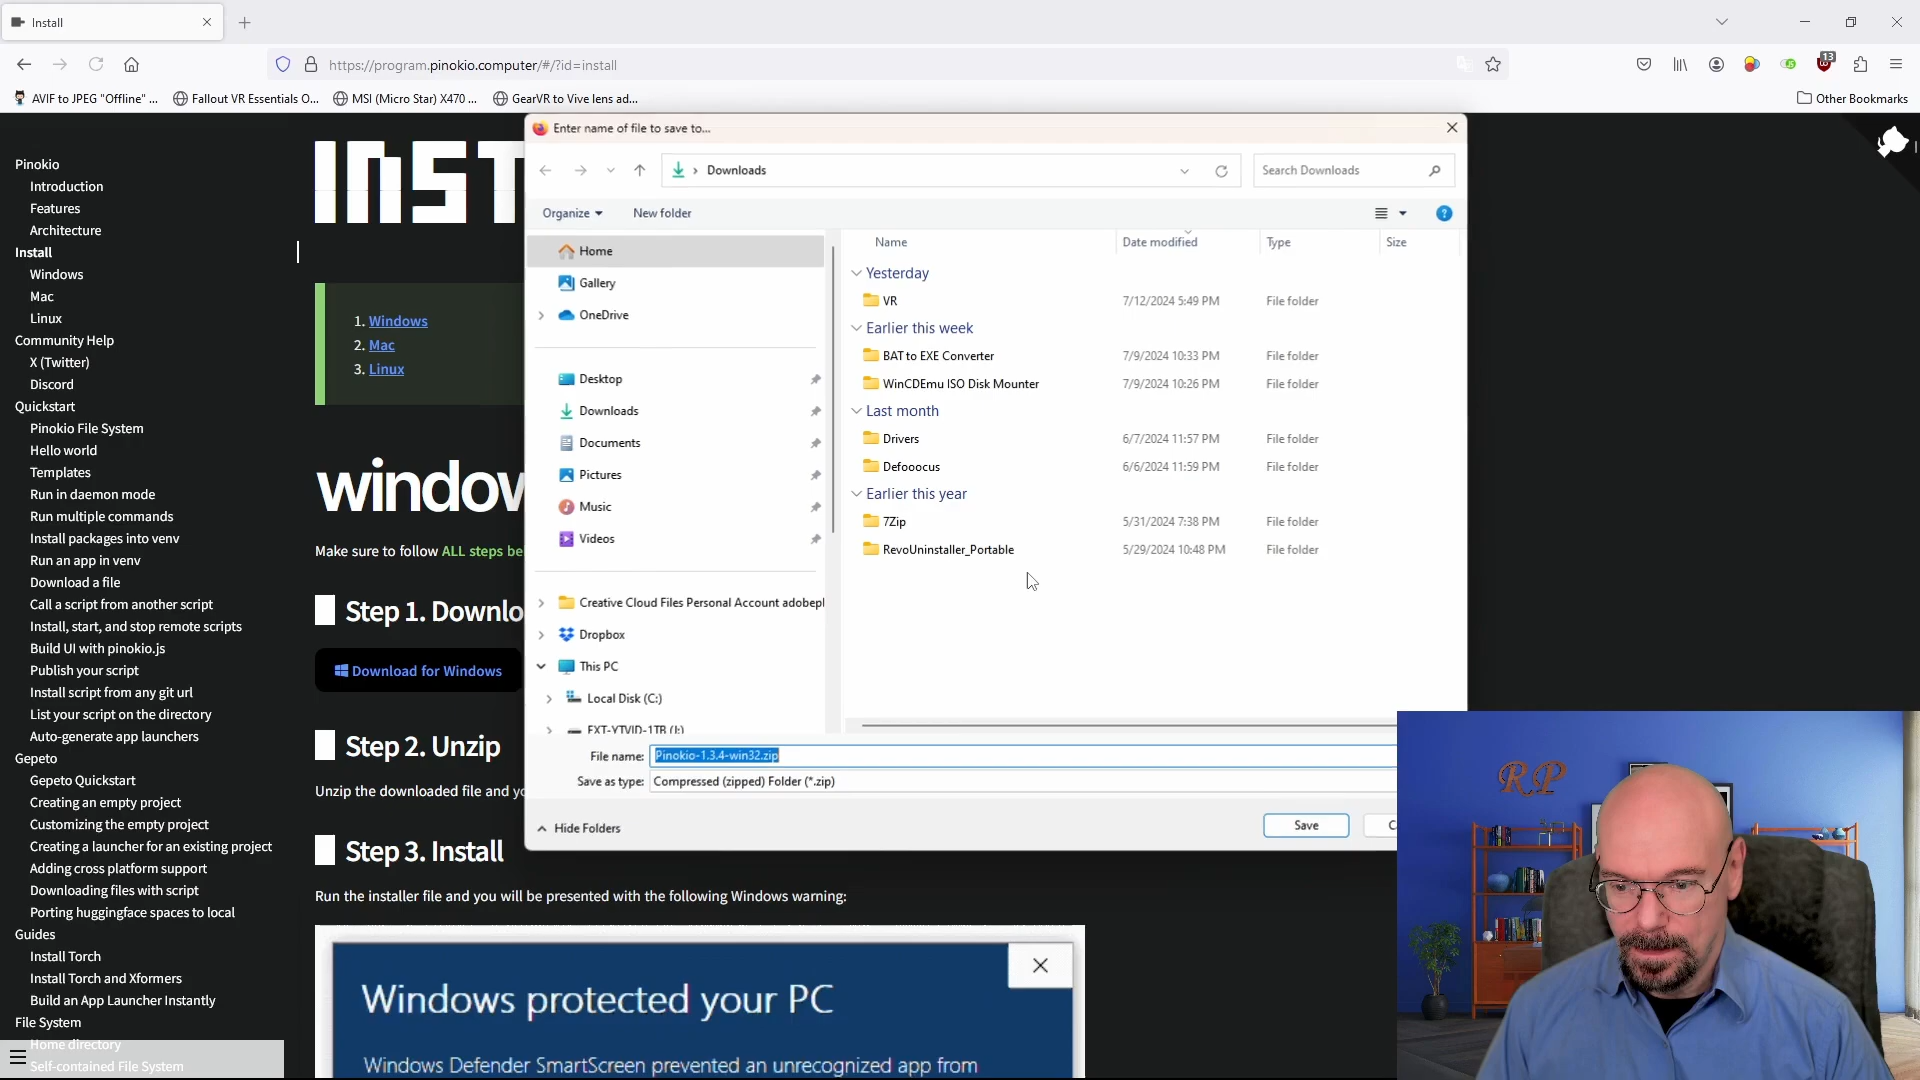 Install
https://program.pinokio.computer/#/?id=install
13
AVIF to JPEG "Offline" ...
Fallout VR Essentials O...
MSI (Micro Star) X470 ...
GearVR to Vive lens ad...
Other Bookmarks
Pinokio
Introduction
Features
Architecture
Install
Windows
Mac
Linux
Community Help
X (Twitter)
Discord
Quickstart
Pinokio File System
Hello world
Templates
Run in daemon mode
Run multiple commands
Install packages into venv
Run an app in venv
Download a file
Call a script from another script
Install, start, and stop remote scripts
Build UI with pinokio.js
Publish your script
Install script from any git url
List your script on the directory
Auto-generate app launchers
Gepeto
Gepeto Quickstart
Creating an empty project
Customizing the empty project
Creating a launcher for an existing project
Adding cross platform support
Downloading files with script
Porting huggingface spaces to local
Guides
Install Torch
Install Torch and Xformers
Build an App Launcher Instantly
File System
Home directory
Self-contained File System
INST
1. Windows
2. Mac
3. Linux
window
Make sure to follow ALL steps be
Step 1. Downlo
Download for Windows
Step 2. Unzip
Unzip the downloaded file and yo
Step 3. Install
Run the installer file and you will be presented with the following Windows warning:
Windows protected your PC
Windows Defender SmartScreen prevented an unrecognized app from
Enter name of file to save to...
Downloads
Search Downloads
Organize
New folder
Home
Gallery
OneDrive
Desktop
Downloads
Documents
Pictures
Music
Videos
Creative Cloud Files Personal Account adobepl
Dropbox
This PC
Local Disk (C:)
EXT-YTVID-1TB (J:)
Name Date modified Type Size
Yesterday
VR 7/12/2024 5:49 PM File folder
Earlier this week
BAT to EXE Converter 7/9/2024 10:33 PM File folder
WinCDEmu ISO Disk Mounter 7/9/2024 10:26 PM File folder
Last month
Drivers 6/7/2024 11:57 PM File folder
Defooocus 6/6/2024 11:59 PM File folder
Earlier this year
7Zip 5/31/2024 7:38 PM File folder
RevoUninstaller_Portable 5/29/2024 10:48 PM File folder
File name: Pinokio-1.3.4-win32.zip
Save as type: Compressed (zipped) Folder (*.zip)
Hide Folders
Save
C
RP